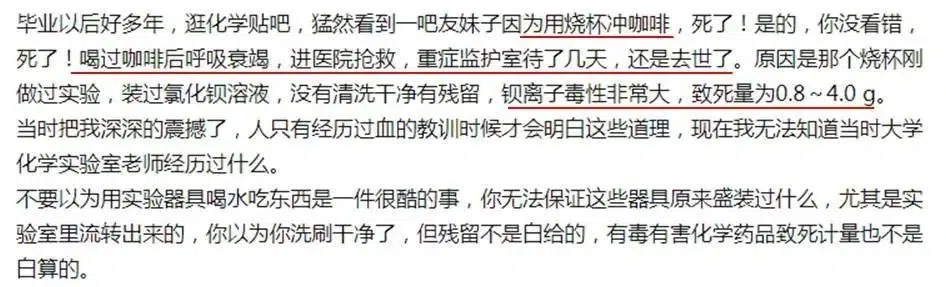 毕业以后好多年，逛化学贴吧，猛然看到一吧友妹子因为用烧杯冲咖啡，死了！是的，你没看错，
死了！喝过咖啡后呼吸衰竭，进医院抢救，重症监护室待了几天，还是去世了。原因是那个烧杯刚
做过实验，装过氯化钡溶液，没有清洗干净有残留，钡离子毒性非常大，致死量为0.8～4.0 g。
当时把我深深的震撼了，人只有经历过血的教训时候才会明白这些道理，现在我无法知道当时大学
化学实验室老师经历过什么。
不要以为用实验器具喝水吃东西是一件很酷的事，你无法保证这些器具原来盛装过什么，尤其是实
验室里流转出来的，你以为你洗刷干净了，但残留不是白给的，有毒有害化学药品致死计量也不是
白算的。